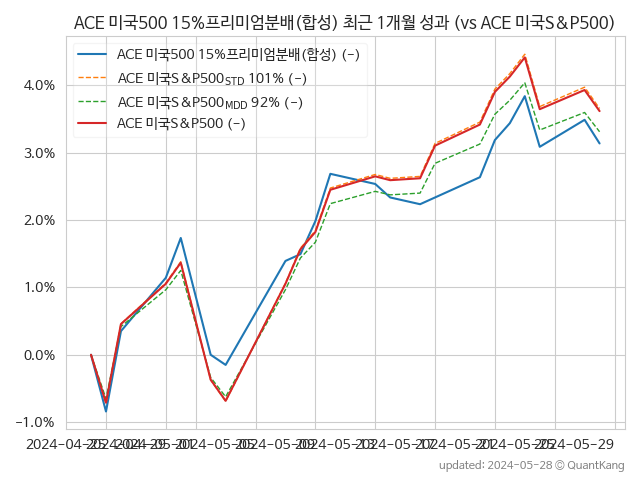 ACE 미국500 15%프리미엄분배(합성) 최근 1개월 성과 (vs ACE 미국S&P500)
ACE 미국500 15%프리미엄분배(합성) (-)
ACE 미국S&P500STD 101% (-)
ACE 미국S&P500MDD 92% (-)
ACE 미국S&P500 (-)
4.0%
3.0%
2.0%
1.0%
0.0%
-1.0%
2024-05-29
updated: 2024-05-28 © QuantKang